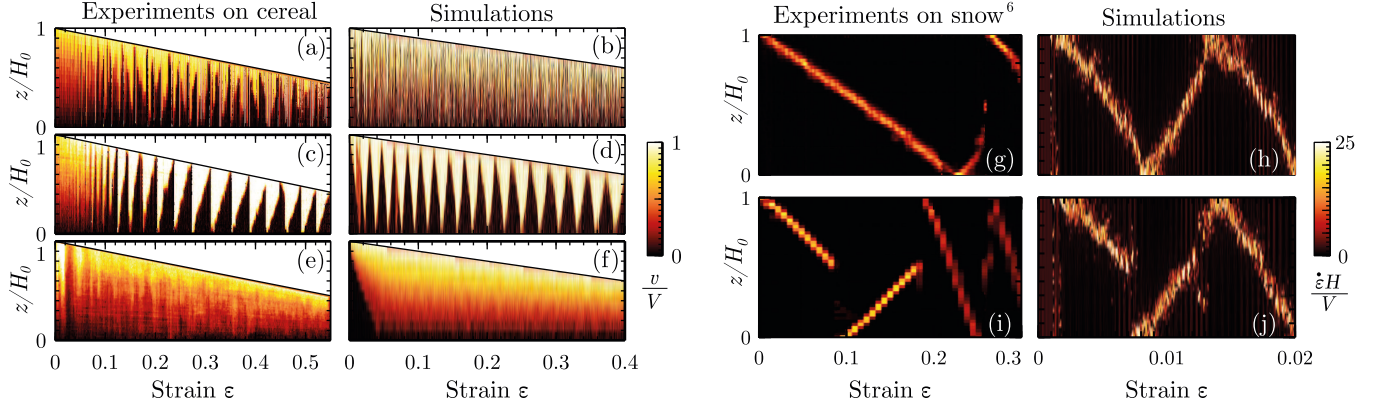 Experiments on cereal
Simulations
Experiments on snow⁶
Simulations
1
z/H₀
0
(a)
(b)
z/H₀
0
(c)
(d)
1
z/H₀
0
(e)
(f)
0 0.1 0.2 0.3 0.4 0.5
0 0.1 0.2 0.3 0.4
Strain ε
Strain ε
1
0
v
V
1
z/H₀
0
(g)
(h)
1
z/H₀
0
(i)
(j)
0 0.1 0.2 0.3
0 0.01 0.02
Strain ε
Strain ε
25
0
ε̇H
V